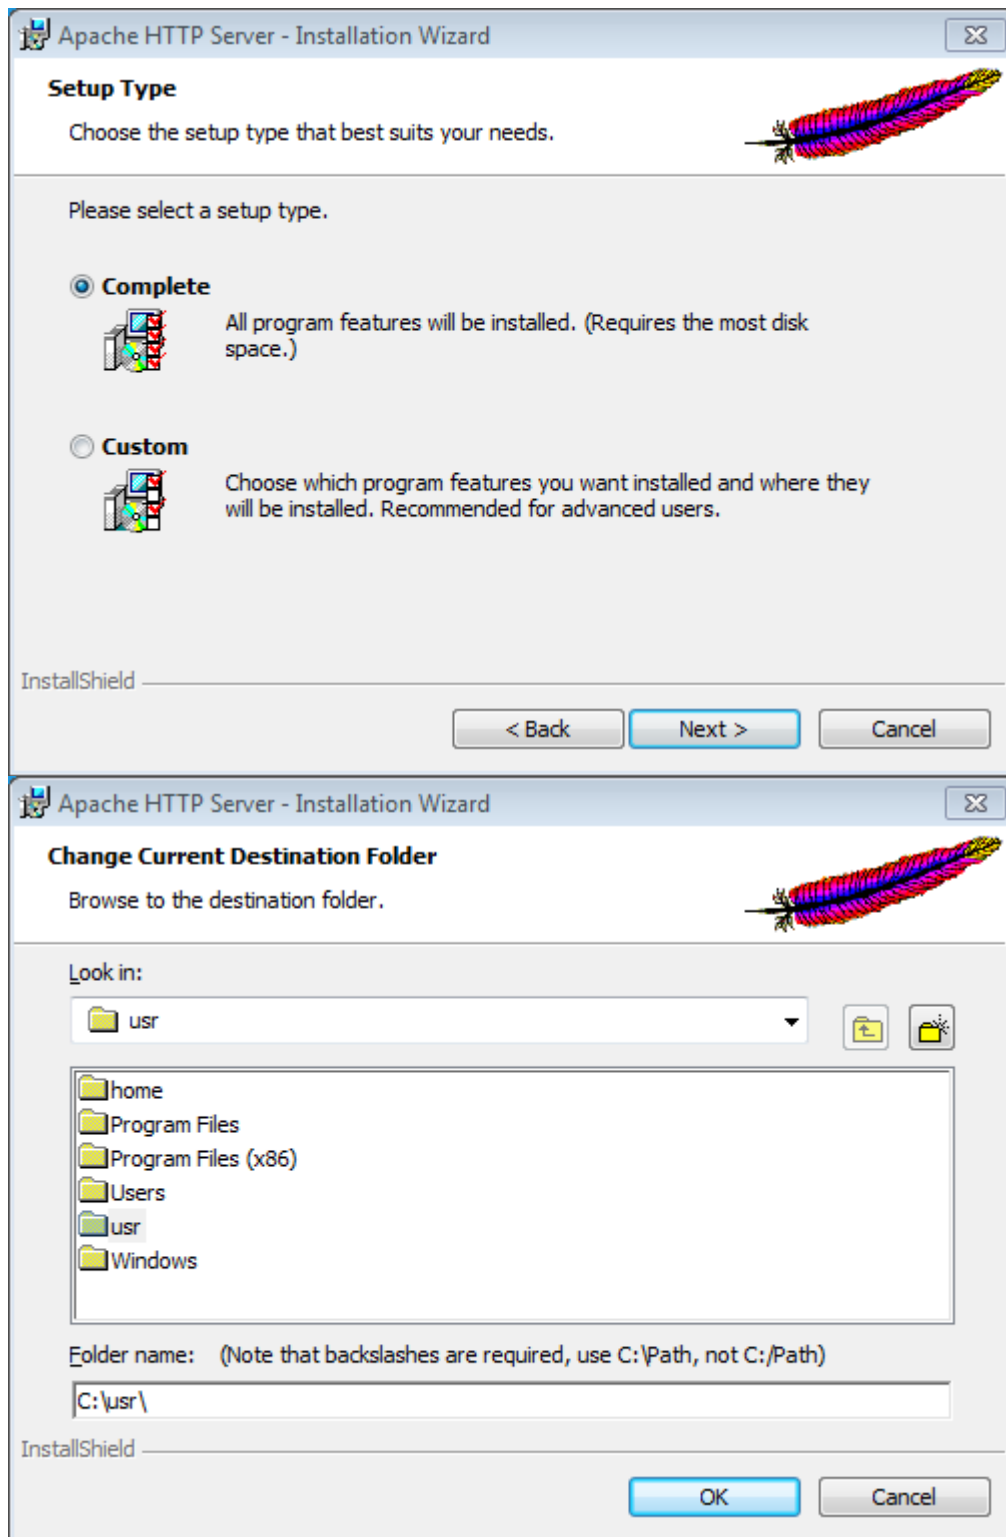 Apache HTTP Server - Installation Wizard
Setup Type
Choose the setup type that best suits your needs.
Please select a setup type.
Complete
All program features will be installed. (Requires the most disk
space.)
Custom
Choose which program features you want installed and where they
will be installed. Recommended for advanced users.
InstallShield
< Back
Next >
Cancel
Apache HTTP Server - Installation Wizard
Change Current Destination Folder
Browse to the destination folder.
Look in:
usr
home
Program Files
Program Files (x86)
Users
usr
Windows
Folder name: (Note that backslashes are required, use C:\Path, not C:/Path)
C:\usr\
InstallShield
OK
Cancel